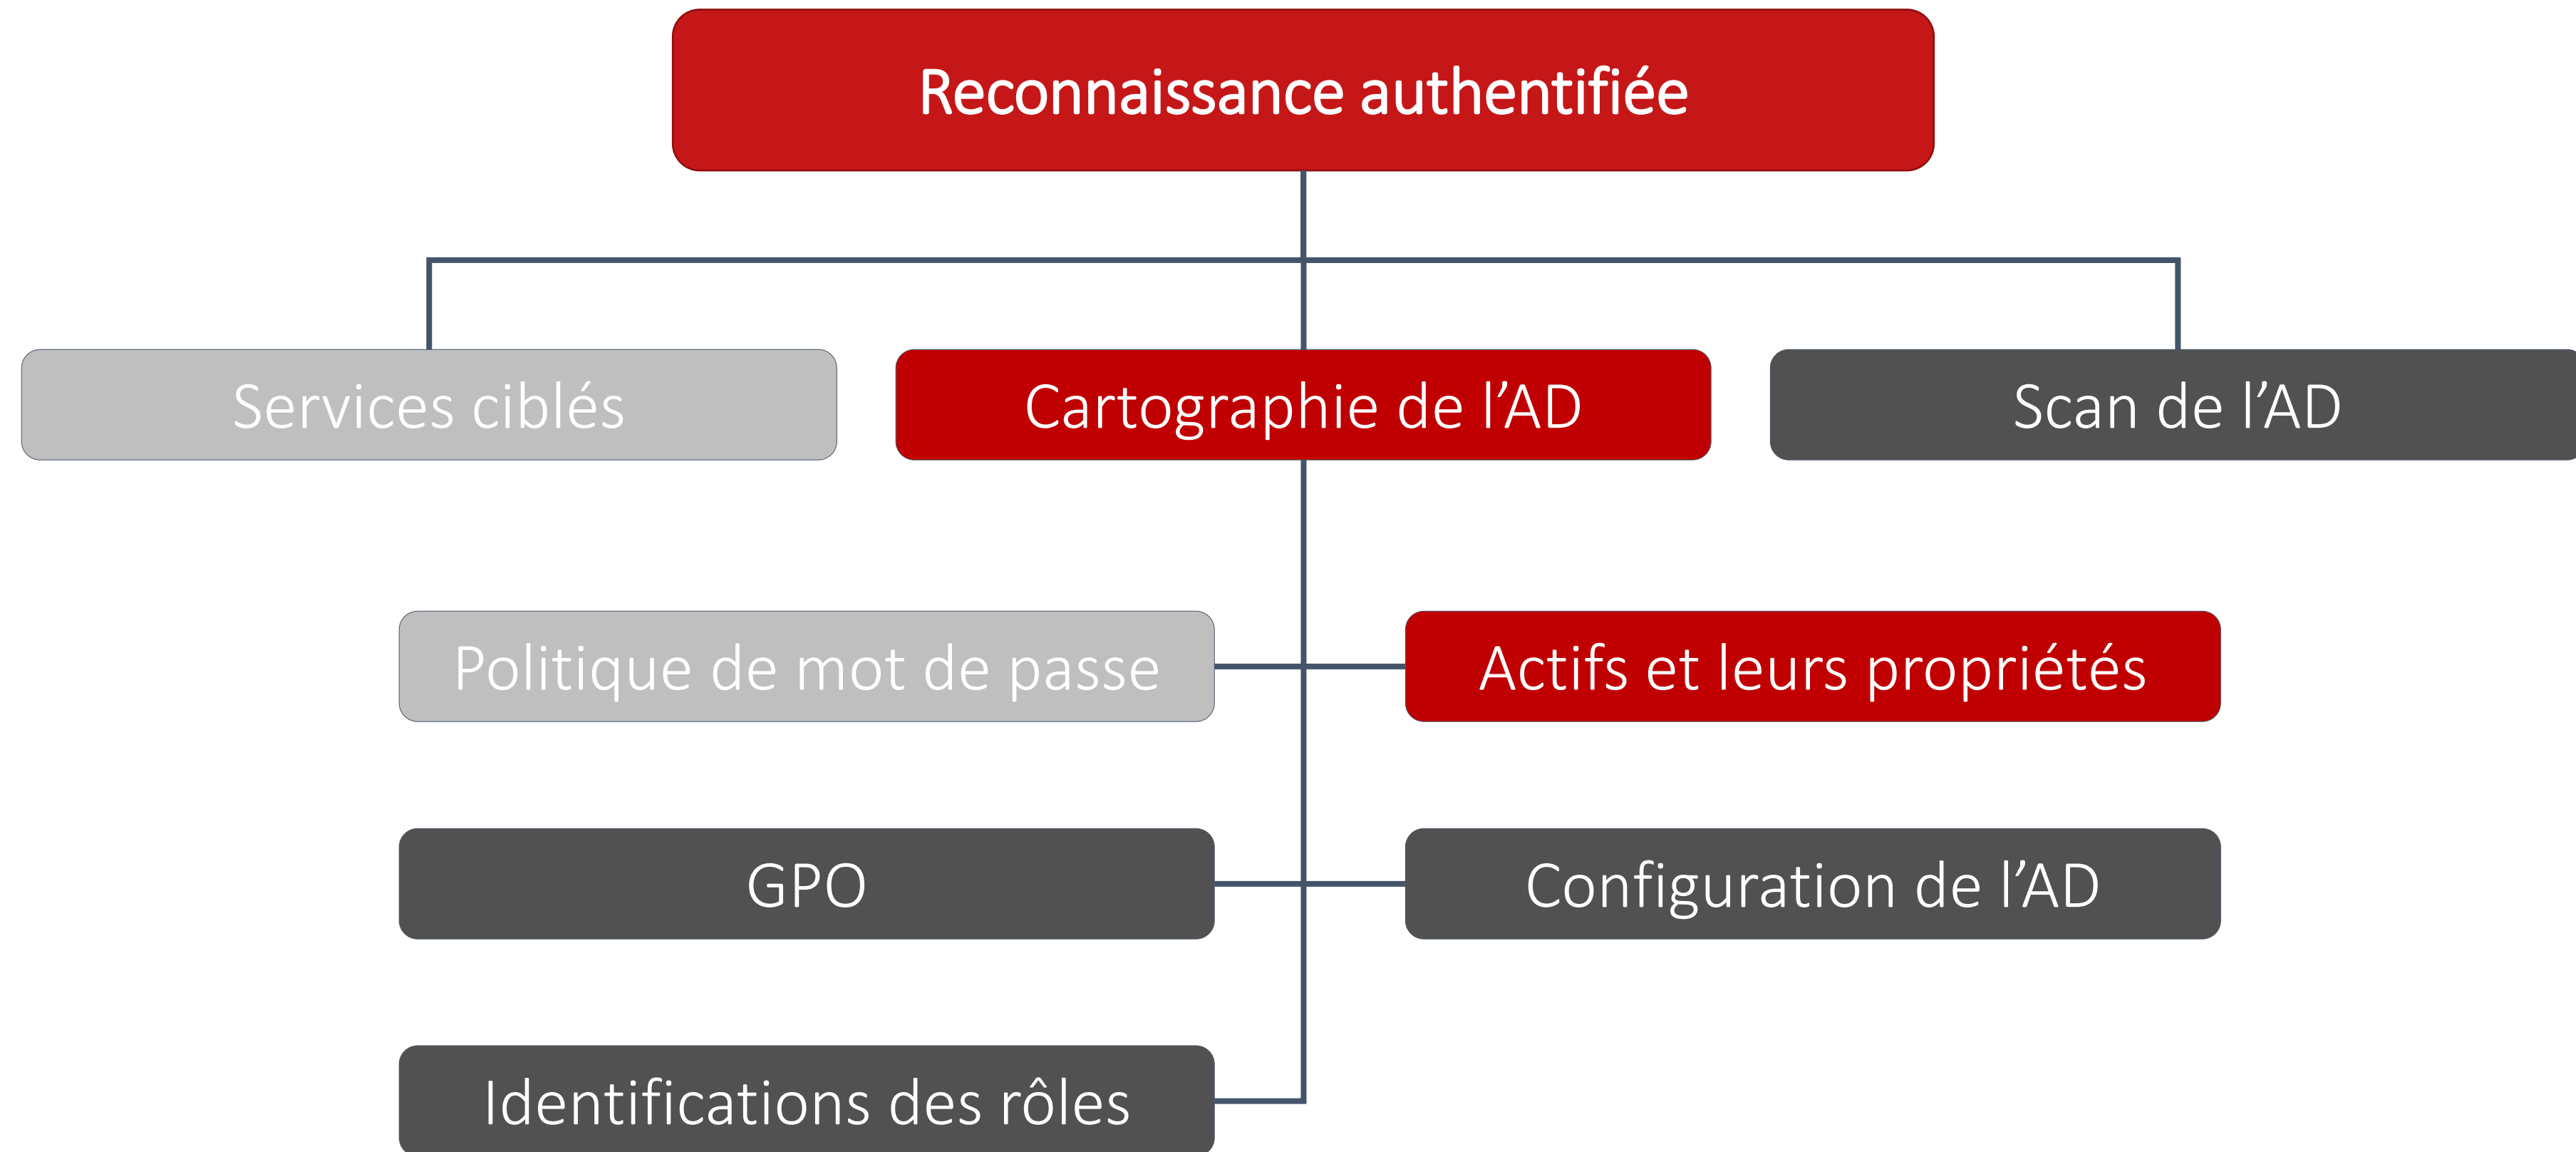 Reconnaissance authentifiée
Services ciblés
Cartographie de l’AD
Scan de l’AD
Politique de mot de passe
Actifs et leurs propriétés
GPO
Configuration de l’AD
Identifications des rôles